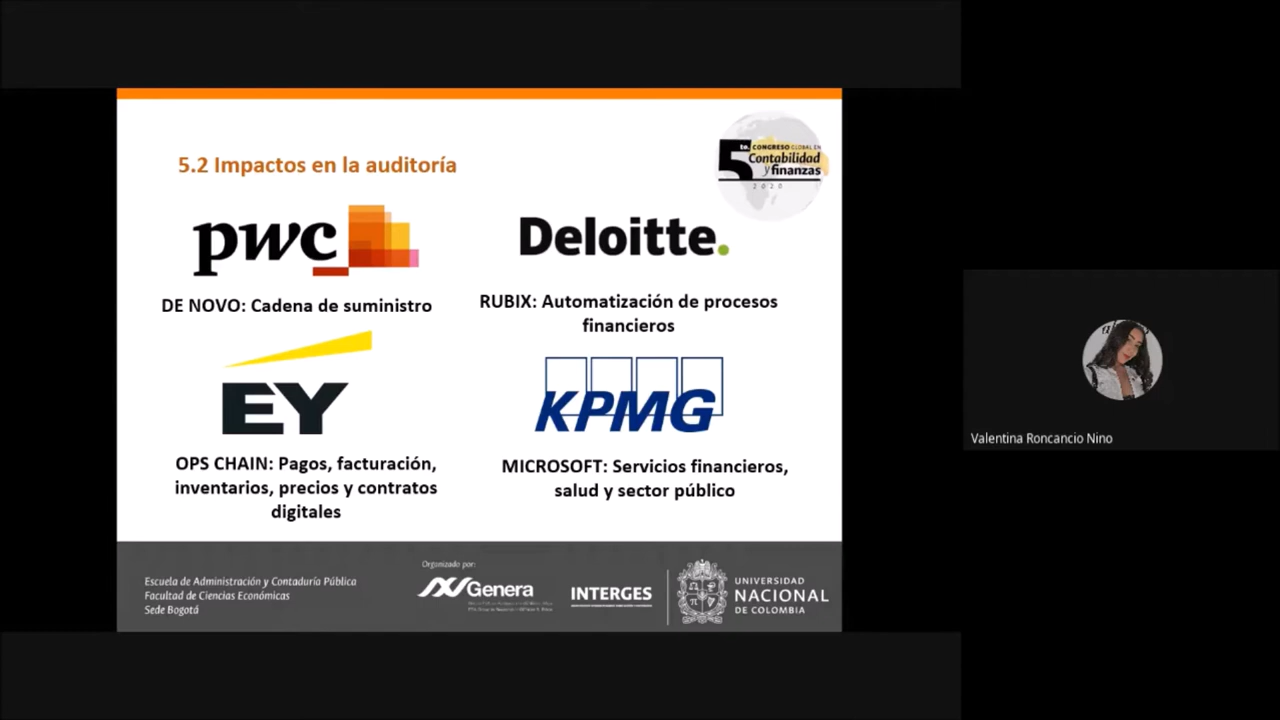 5.2 Impactos en la auditoría
5to. CONGRESO GLOBAL EN
Contabilidad
y finanzas
2020
pwc
Deloitte.
DE NOVO: Cadena de suministro
RUBIX: Automatización de procesos
financieros
EY
KPMG
OPS CHAIN: Pagos, facturación,
inventarios, precios y contratos
digitales
MICROSOFT: Servicios financieros,
salud y sector público
Valentina Roncancio Nino
Escuela de Administración y Contaduría Pública
Facultad de Ciencias Económicas
Sede Bogotá
Organizado por:
Genera
INTERGES
UNIVERSIDAD
NACIONAL
DE COLOMBIA